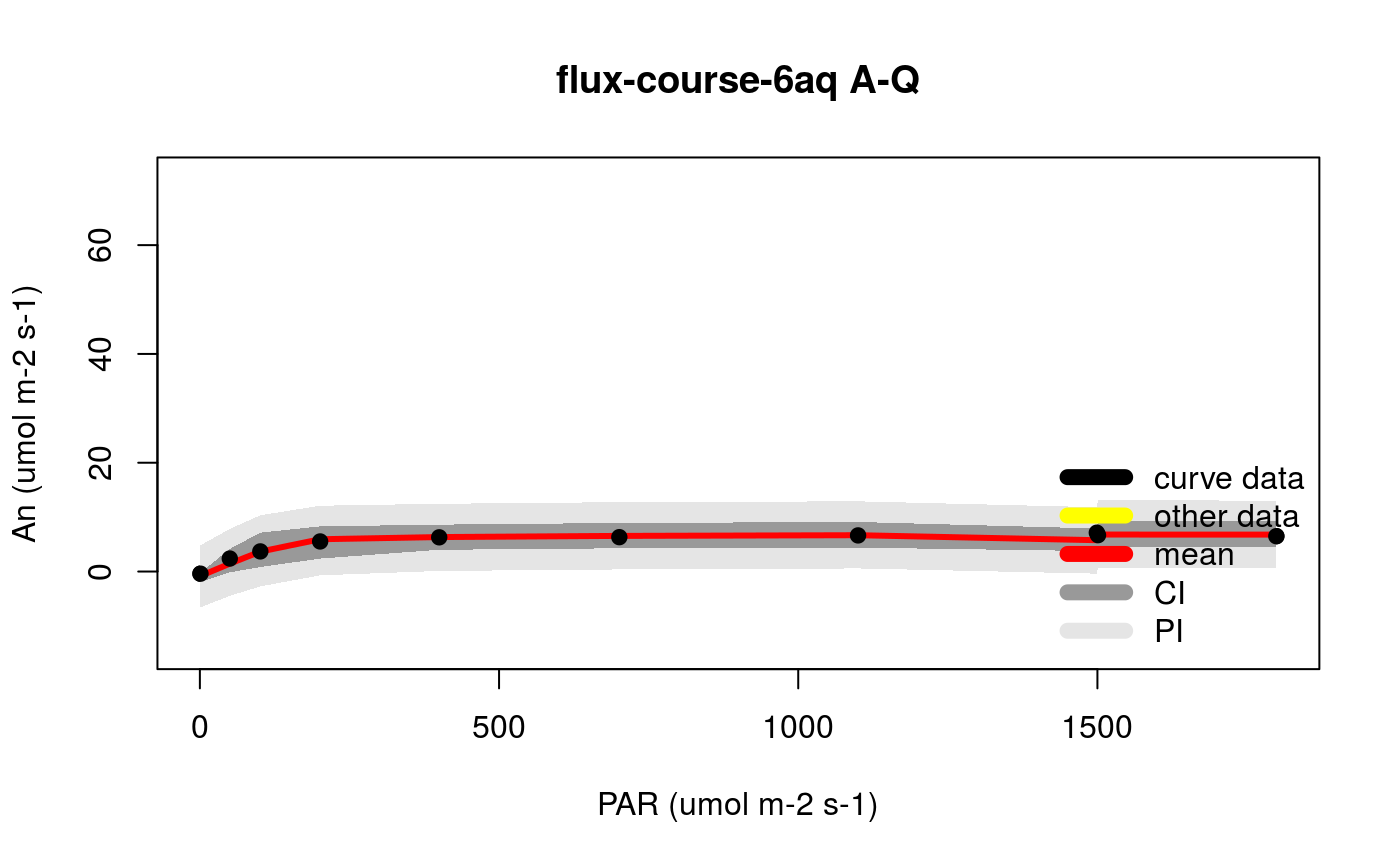 flux-course-6aq A-Q
An (umol m-2 s-1)
60
40
20
0
curve data
other data
mean
CI
PI
0 500 1000 1500
PAR (umol m-2 s-1)